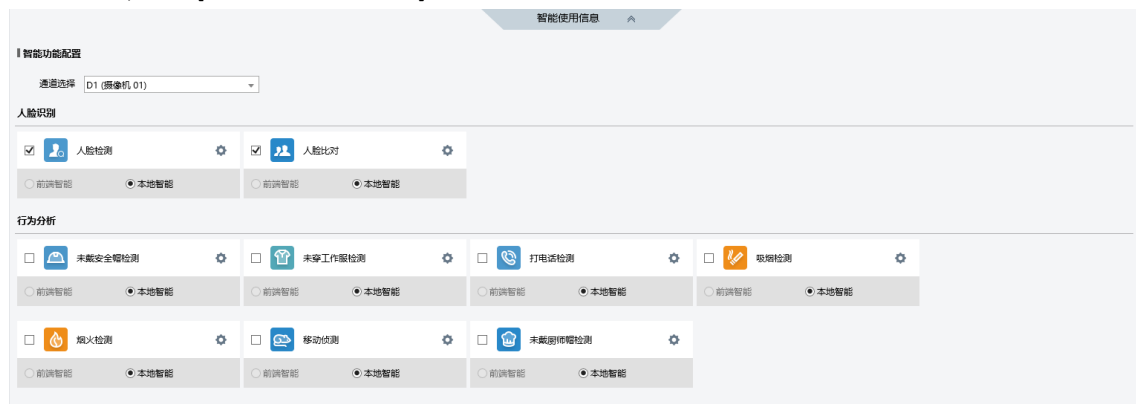 智能使用信息
智能功能配置
通道选择 D1 (摄像机 01)
人脸识别
人脸检测 人脸比对
前端智能 本地智能 前端智能 本地智能
行为分析
未戴安全帽检测 未穿工作服检测 打电话检测 吸烟检测
前端智能 本地智能 前端智能 本地智能 前端智能 本地智能 前端智能 本地智能
烟火检测 移动侦测 未戴厨师帽检测
前端智能 本地智能 前端智能 本地智能 前端智能 本地智能